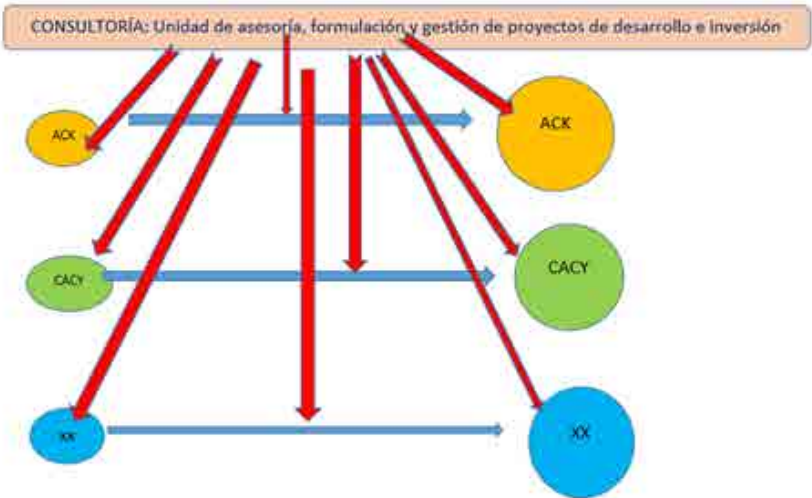 CONSULTORÍA: Unidad de asesoría, formulación y gestión de proyectos de desarrollo e inversión
ACK
ACK
CACY
CACY
XX
XX